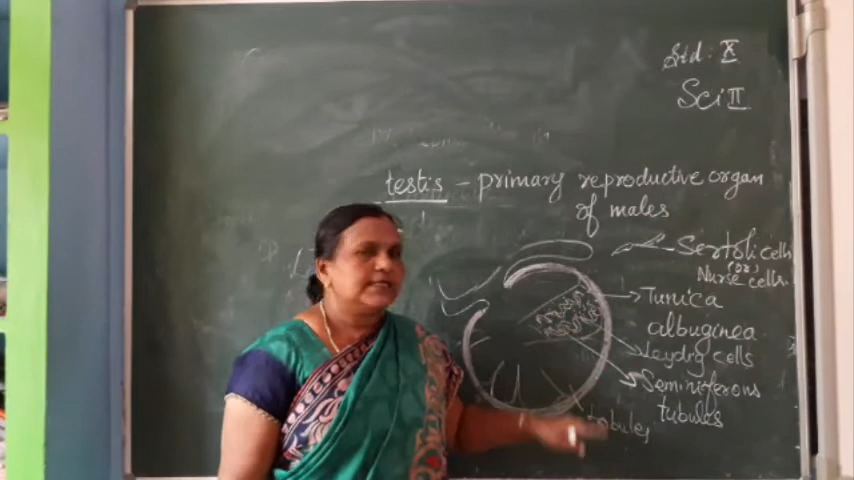 Std: X
Sci II
testis - primary reproductive organ
of males
Sertoli cells
(or)
Nurse cells.
Tunica
albuginea
Leydig cells
Seminiferous
tubules
lobules